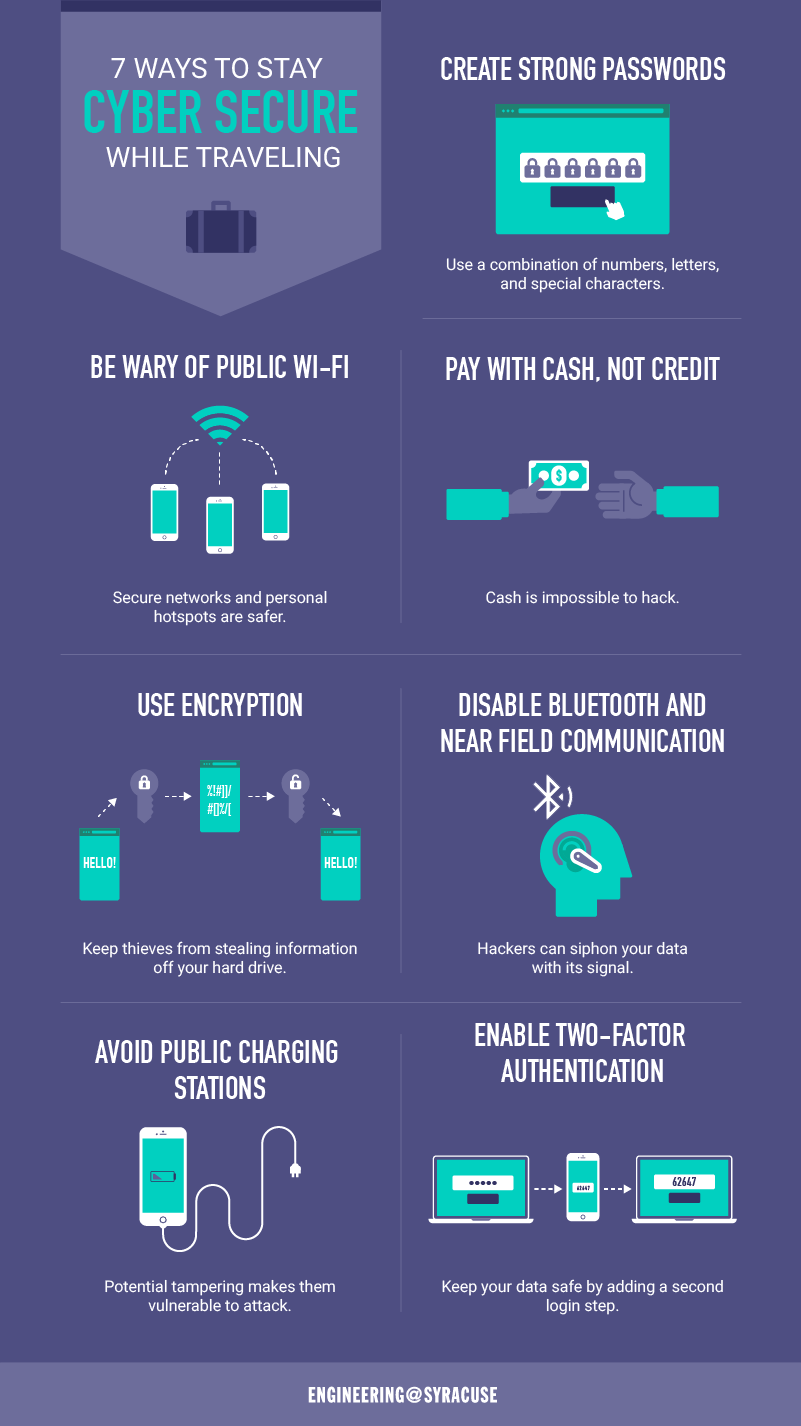 7 WAYS TO STAY
CYBER SECURE
WHILE TRAVELING
CREATE STRONG PASSWORDS
Use a combination of numbers, letters,
and special characters.
BE WARY OF PUBLIC WI-FI
Secure networks and personal
hotspots are safer.
PAY WITH CASH, NOT CREDIT
$
Cash is impossible to hack.
USE ENCRYPTION
HELLO!
%!#]]/
#[]%/[
HELLO!
Keep thieves from stealing information
off your hard drive.
DISABLE BLUETOOTH AND
NEAR FIELD COMMUNICATION
Hackers can siphon your data
with its signal.
AVOID PUBLIC CHARGING
STATIONS
Potential tampering makes them
vulnerable to attack.
ENABLE TWO-FACTOR
AUTHENTICATION
62647
62647
Keep your data safe by adding a second
login step.
ENGINEERING@SYRACUSE